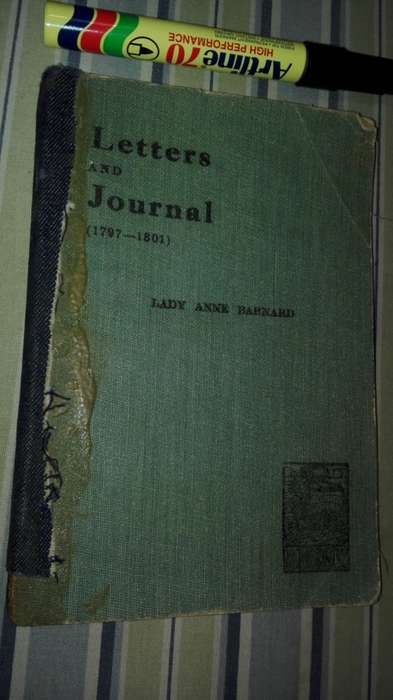 Artline 70
HIGH PERFORMANCE
Letters
AND
Journal
(1797—1801)
LADY ANNE BARNARD